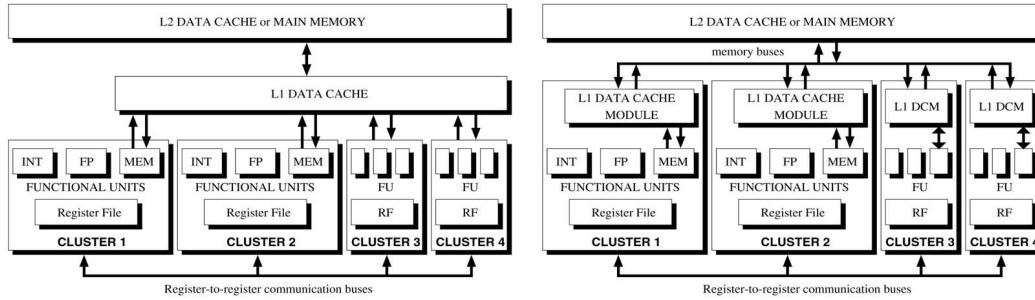 L2 DATA CACHE or MAIN MEMORY
L1 DATA CACHE
INT FP MEM
FUNCTIONAL UNITS
Register File
CLUSTER 1
INT FP MEM
FUNCTIONAL UNITS
Register File
CLUSTER 2
FU
RF
CLUSTER 3
FU
RF
CLUSTER 4
Register-to-register communication buses
L2 DATA CACHE or MAIN MEMORY
memory buses
L1 DATA CACHE
MODULE
INT FP MEM
FUNCTIONAL UNITS
Register File
CLUSTER 1
L1 DATA CACHE
MODULE
INT FP MEM
FUNCTIONAL UNITS
Register File
CLUSTER 2
L1 DCM
FU
RF
CLUSTER 3
L1 DCM
FU
RF
CLUSTER 4
Register-to-register communication buses